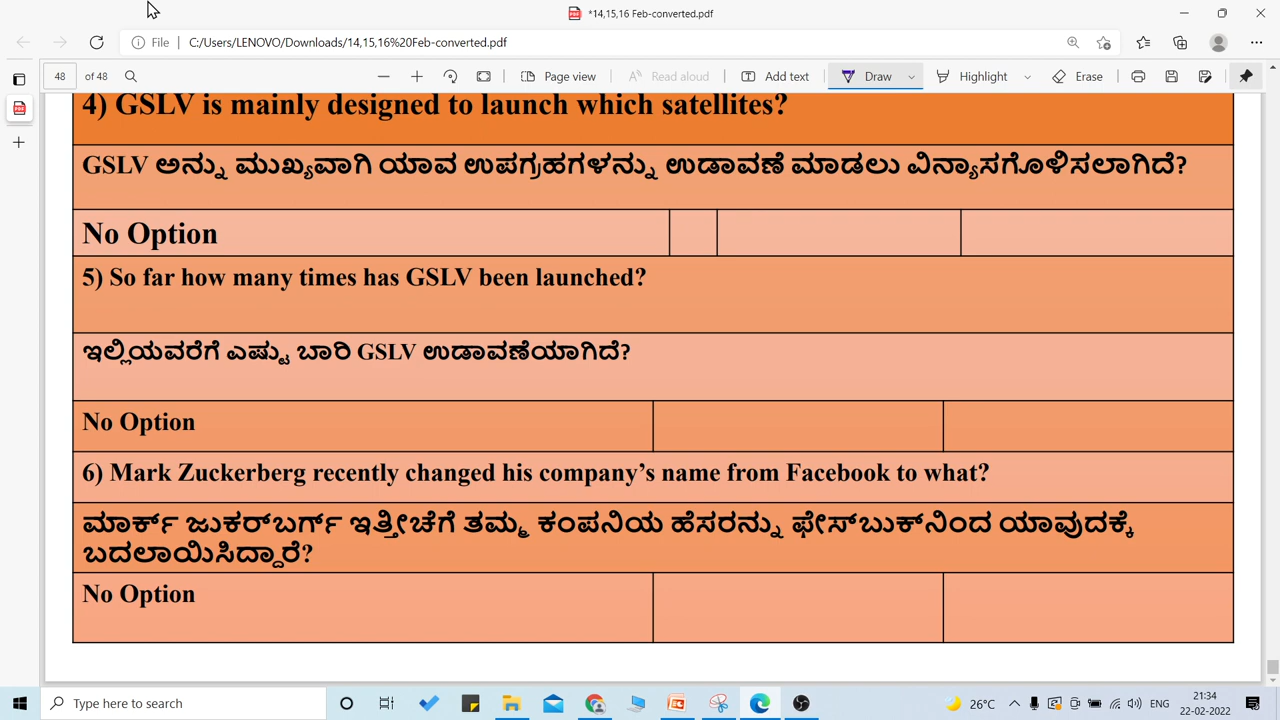 *14,15,16 Feb-converted.pdf
File | C:/Users/LENOVO/Downloads/14,15,16%20Feb-converted.pdf
48 of 48 Page view Read aloud Add text Draw Highlight Erase
4) GSLV is mainly designed to launch which satellites?
GSLV ಅನ್ನು ಮುಖ್ಯವಾಗಿ ಯಾವ ಉಪಗ್ರಹಗಳನ್ನು ಉಡಾವಣೆ ಮಾಡಲು ವಿನ್ಯಾಸಗೊಳಿಸಲಾಗಿದೆ?
No Option
5) So far how many times has GSLV been launched?
ಇಲ್ಲಿಯವರೆಗೆ ಎಷ್ಟು ಬಾರಿ GSLV ಉಡಾವಣೆಯಾಗಿದೆ?
No Option
6) Mark Zuckerberg recently changed his company’s name from Facebook to what?
ಮಾರ್ಕ್ ಜುಕರ್‌ಬರ್ಗ್ ಇತ್ತೀಚೆಗೆ ತಮ್ಮ ಕಂಪನಿಯ ಹೆಸರನ್ನು ಫೇಸ್‌ಬುಕ್‌ನಿಂದ ಯಾವುದಕ್ಕೆ
ಬದಲಾಯಿಸಿದ್ದಾರೆ?
No Option
Type here to search 26°C ENG 21:34
22-02-2022